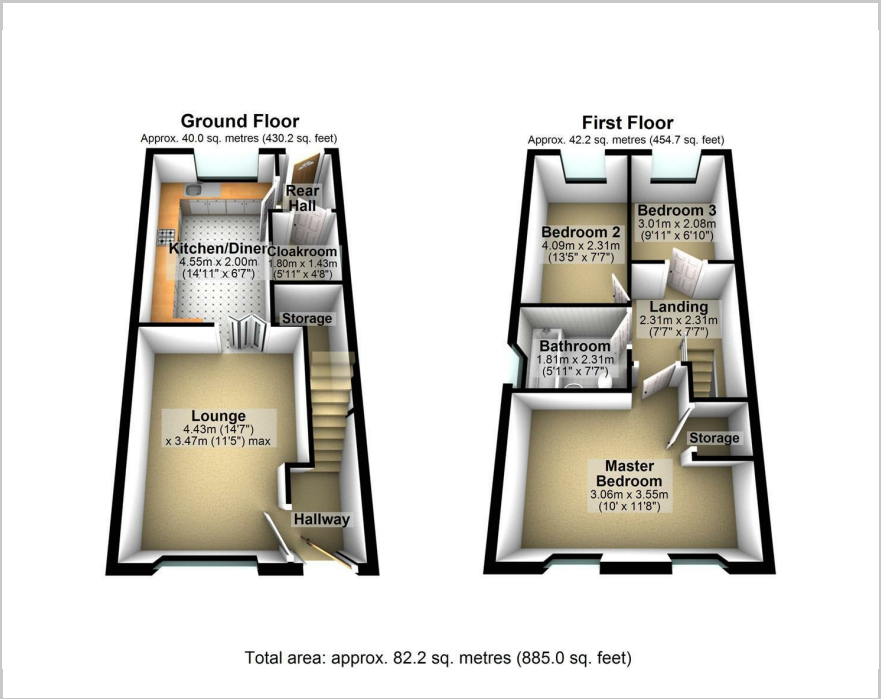 Ground Floor
Approx. 40.0 sq. metres (430.2 sq. feet)
Rear
Hall
Kitchen/Diner
4.55m x 2.00m
(14'11" x 6'7")
Cloakroom
1.80m x 1.43m
(5'11" x 4'8")
Storage
Lounge
4.43m (14'7")
x 3.47m (11'5") max
Hallway
First Floor
Approx. 42.2 sq. metres (454.7 sq. feet)
Bedroom 2
4.09m x 2.31m
(13'5" x 7'7")
Bedroom 3
3.01m x 2.08m
(9'11" x 6'10")
Landing
2.31m x 2.31m
(7'7" x 7'7")
Bathroom
1.81m x 2.31m
(5'11" x 7'7")
Storage
Master
Bedroom
3.06m x 3.55m
(10' x 11'8")
Total area: approx. 82.2 sq. metres (885.0 sq. feet)